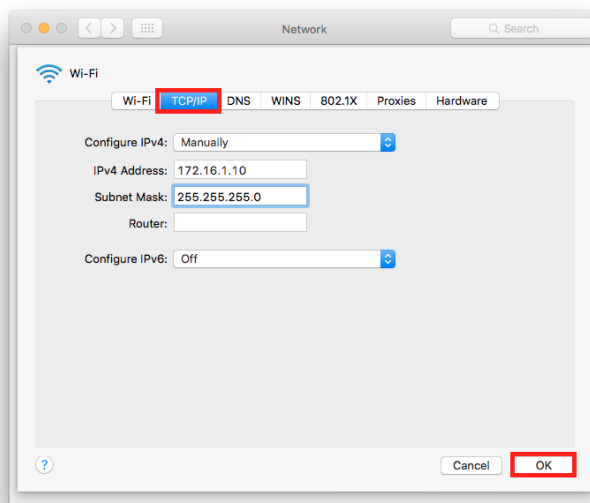 Network
Search
Wi-Fi
Wi-Fi TCP/IP DNS WINS 802.1X Proxies Hardware
Configure IPv4: Manually
IPv4 Address: 172.16.1.10
Subnet Mask: 255.255.255.0
Router:
Configure IPv6: Off
? Cancel OK